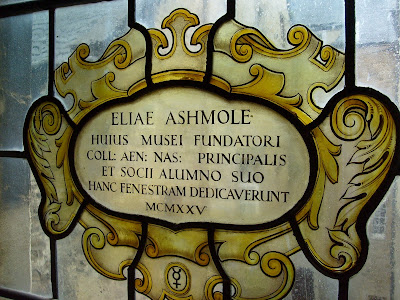 ELIAE ASHMOLE
HUIUS MUSEI FUNDATORI
COLL: AEN: NAS: PRINCIPALIS
ET SOCII ALUMNO SUO
HANC FENESTRAM DEDICAVERUNT
MCMXXV